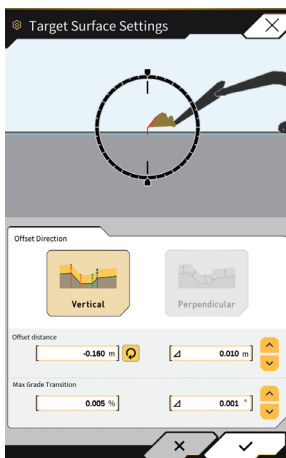 Target Surface Settings
Offset Direction
Vertical
Perpendicular
Offset distance
-0.160 m
0.010 m
Max Grade Transition
0.005 %
0.001 °